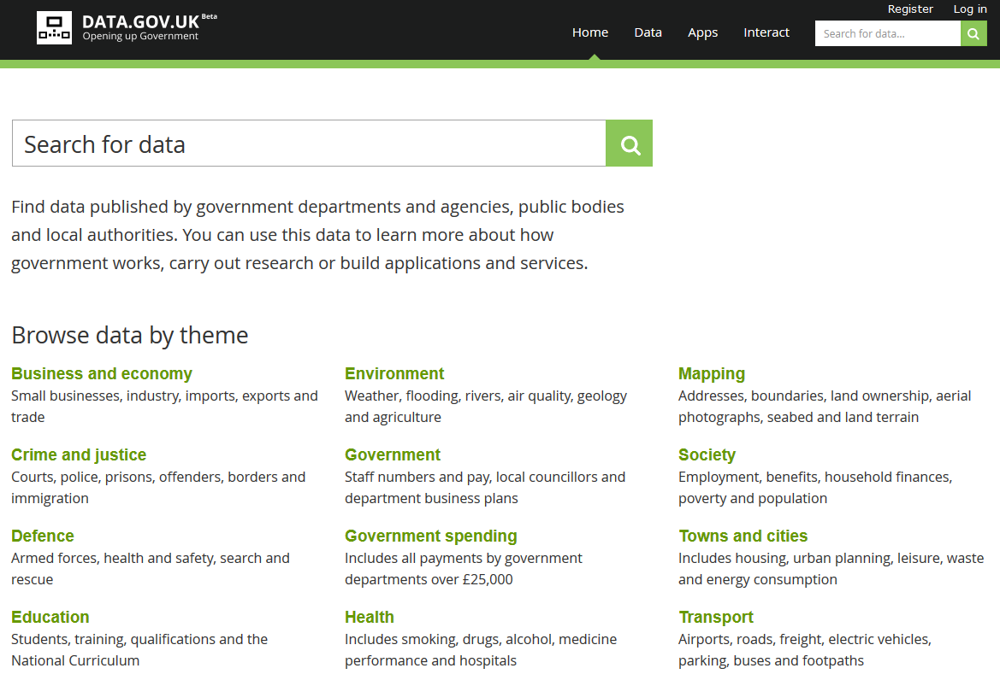 Register Log in
DATA.GOV.UK Beta
Opening up Government
Home Data Apps Interact Search for data...
Search for data
Find data published by government departments and agencies, public bodies
and local authorities. You can use this data to learn more about how
government works, carry out research or build applications and services.
Browse data by theme
Business and economy
Small businesses, industry, imports, exports and
trade
Crime and justice
Courts, police, prisons, offenders, borders and
immigration
Defence
Armed forces, health and safety, search and
rescue
Education
Students, training, qualifications and the
National Curriculum
Environment
Weather, flooding, rivers, air quality, geology
and agriculture
Government
Staff numbers and pay, local councillors and
department business plans
Government spending
Includes all payments by government
departments over £25,000
Health
Includes smoking, drugs, alcohol, medicine
performance and hospitals
Mapping
Addresses, boundaries, land ownership, aerial
photographs, seabed and land terrain
Society
Employment, benefits, household finances,
poverty and population
Towns and cities
Includes housing, urban planning, leisure, waste
and energy consumption
Transport
Airports, roads, freight, electric vehicles,
parking, buses and footpaths